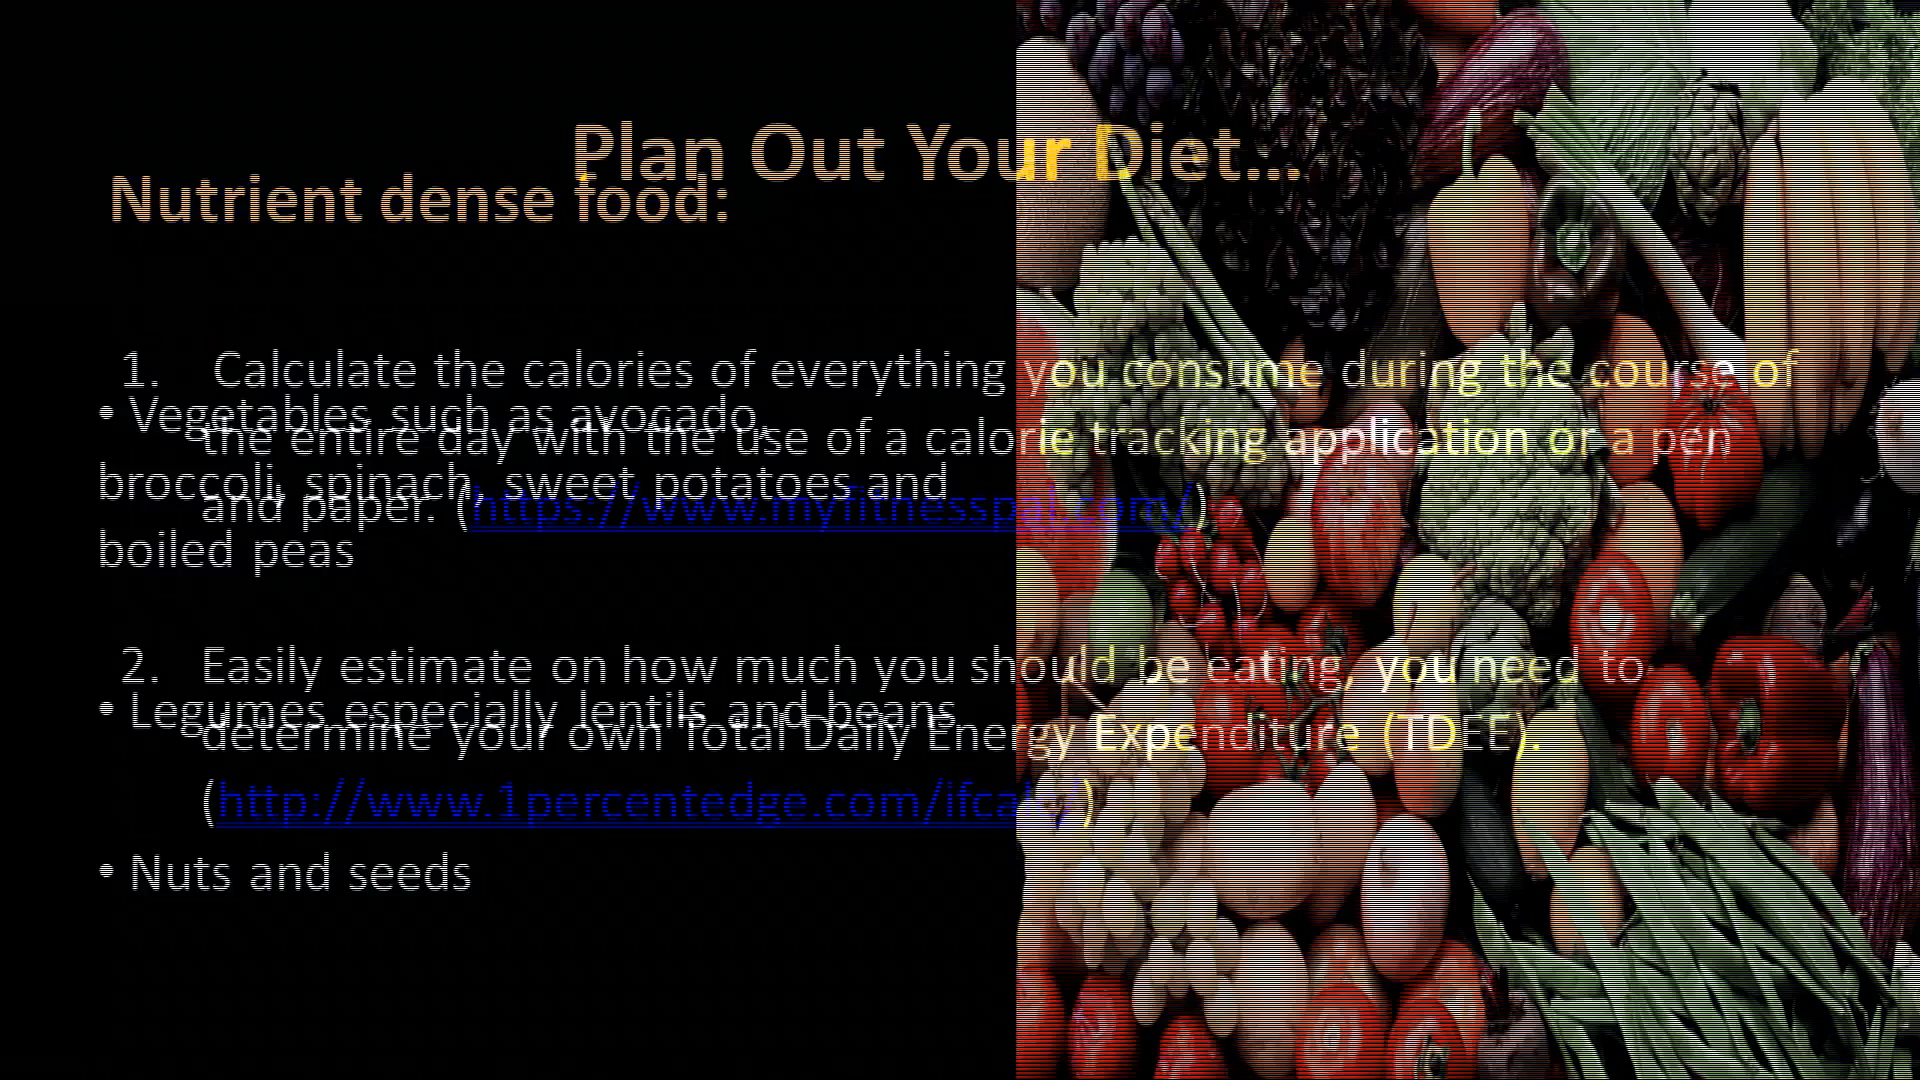 Plan Out Your Diet...
Nutrient dense food:
1. Calculate the calories of everything you consume during the course of
the entire day with the use of a calorie tracking application or a pen
and paper. (https://www.myfitnesspal.com/)
• Vegetables such as avocado,
broccoli, spinach, sweet potatoes and
boiled peas
2. Easily estimate on how much you should be eating, you need to
determine your own Total Daily Energy Expenditure (TDEE).
(http://www.1percentedge.com/ifcalc/)
• Legumes especially lentils and beans
• Nuts and seeds